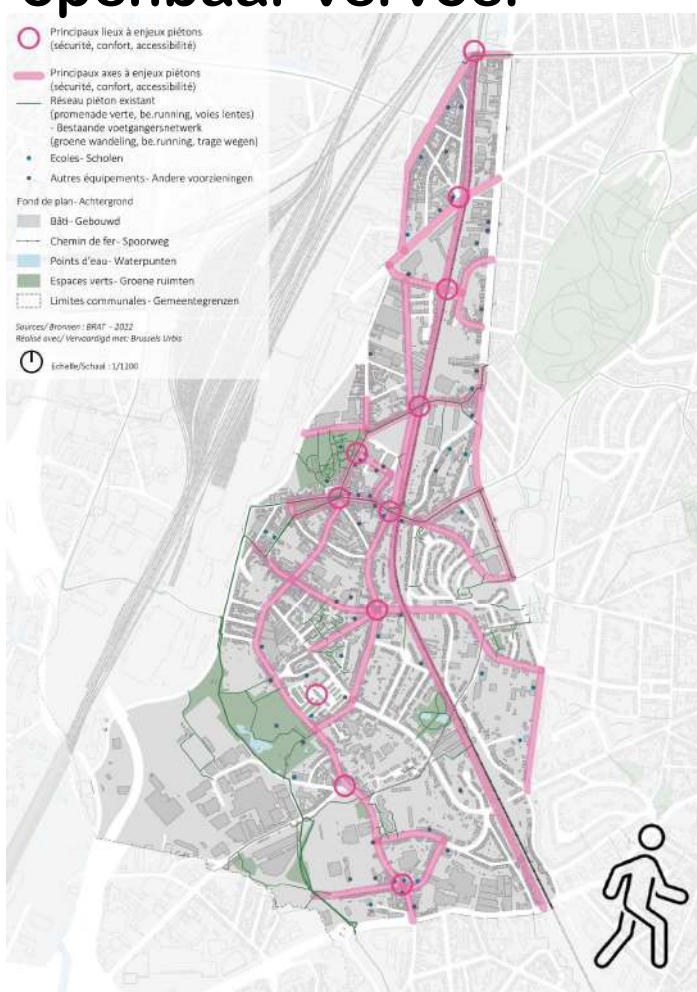 openbaar vervoer
Principaux lieux à enjeux piétons
(sécurité, confort, accessibilité)
Principaux axes à enjeux piétons
(sécurité, confort, accessibilité)
Réseau piéton existant
(promenade verte, be.running, voies lentes)
- Bestaande voetgangersnetwerk
(groene wandeling, be.running, trage wegen)
Ecoles- Scholen
Autres équipements- Andere voorzieningen
Fond de plan- Achtergrond
Bâti- Gebouwd
Chemin de fer- Spoorweg
Points d'eau- Waterpunten
Espaces verts- Groene ruimten
Limites communales- Gemeentegrenzen
Sources/ Bronnen : BRAT - 2022
Réalisé avec/ Vervaardigd met: Brussels Urbis
Echelle/Schaal : 1/1200